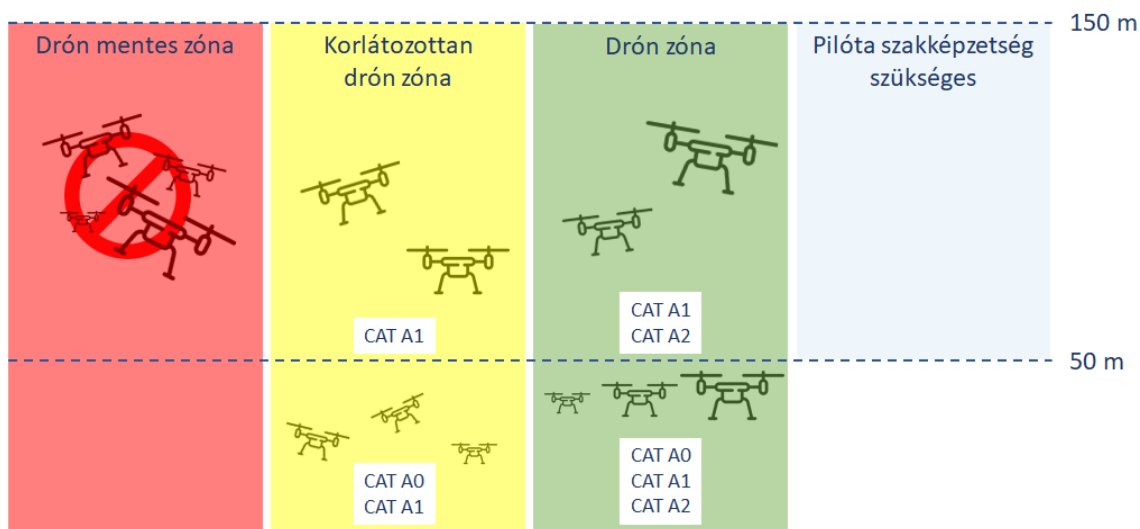 150 m
Drón mentes zóna
Korlátozottan
drón zóna
Drón zóna
Pilóta szakképzetség
szükséges
CAT A1
CAT A1
CAT A2
50 m
CAT A0
CAT A1
CAT A0
CAT A1
CAT A2